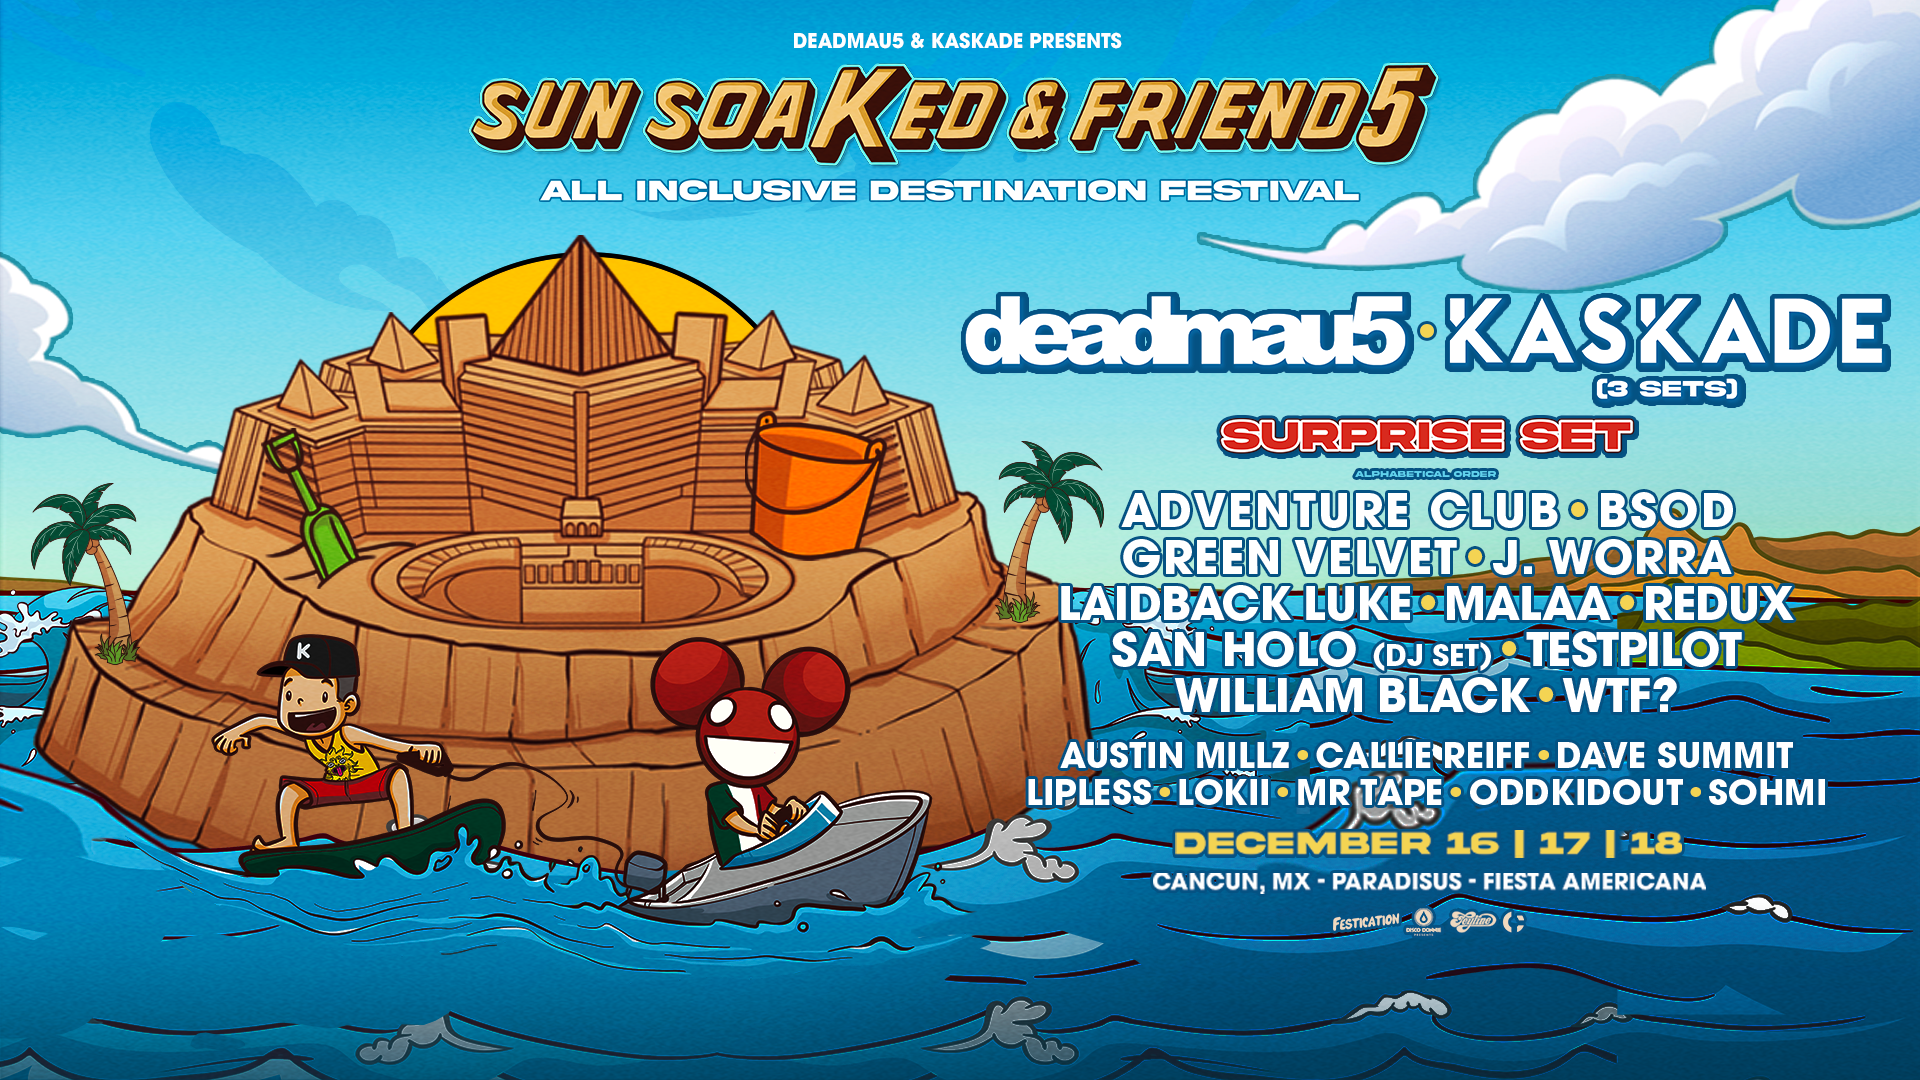 DEADMAU5 & KASKADE PRESENTS
SUN SOAKED & FRIEND5
ALL INCLUSIVE DESTINATION FESTIVAL
deadmau5 • KASKADE
(3 SETS)
SURPRISE SET
ALPHABETICAL ORDER
ADVENTURE CLUB • BSOD
GREEN VELVET • J. WORRA
LAIDBACK LUKE • MALAA • REDUX
SAN HOLO (DJ SET) • TESTPILOT
WILLIAM BLACK • WTF?
AUSTIN MILLZ • CALLIE REIFF • DAVE SUMMIT
LIPLESS • LOKII • MR TAPE • ODDKIDOUT • SOHMI
DECEMBER 16 | 17 | 18
CANCUN, MX - PARADISUS - FIESTA AMERICANA
FESTICATION DISCO DONNIE PRESENTS
K